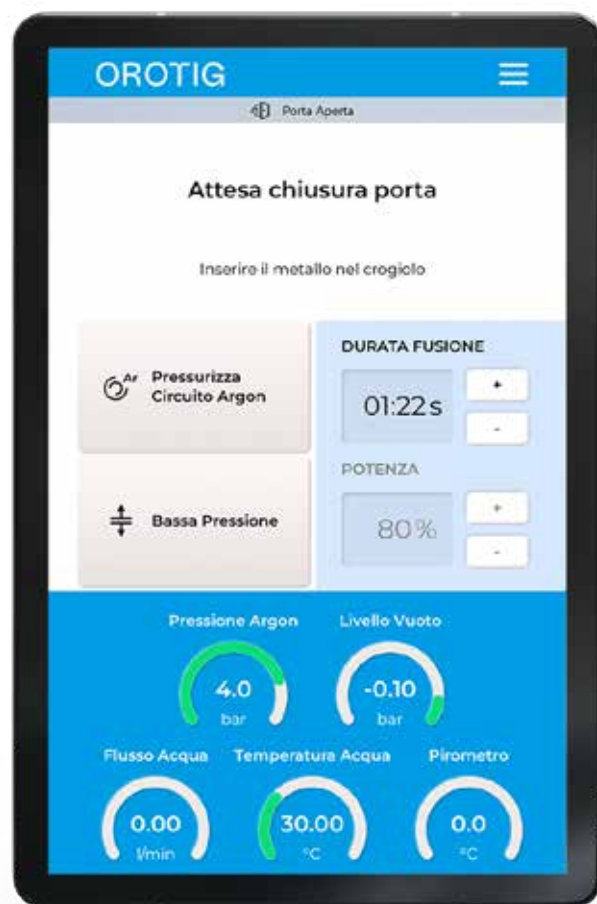 OROTIG
Porta Aperta
Attesa chiusura porta
Inserire il metallo nel crogiolo
Pressurizza
Circuito Argon
Ar
Bassa Pressione
DURATA FUSIONE
01:22 s
+
-
POTENZA
80 %
+
-
Pressione Argon
4.0
bar
Livello Vuoto
-0.10
bar
Flusso Acqua
0.00
l/min
Temperatura Acqua
30.00
°C
Pirometro
0.0
°C